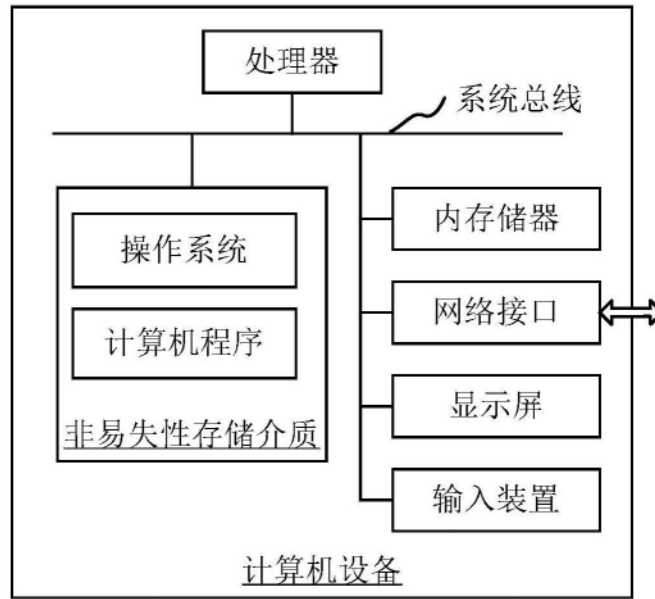 处理器
系统总线
操作系统
计算机程序
非易失性存储介质
内存储器
网络接口
显示屏
输入装置
计算机设备